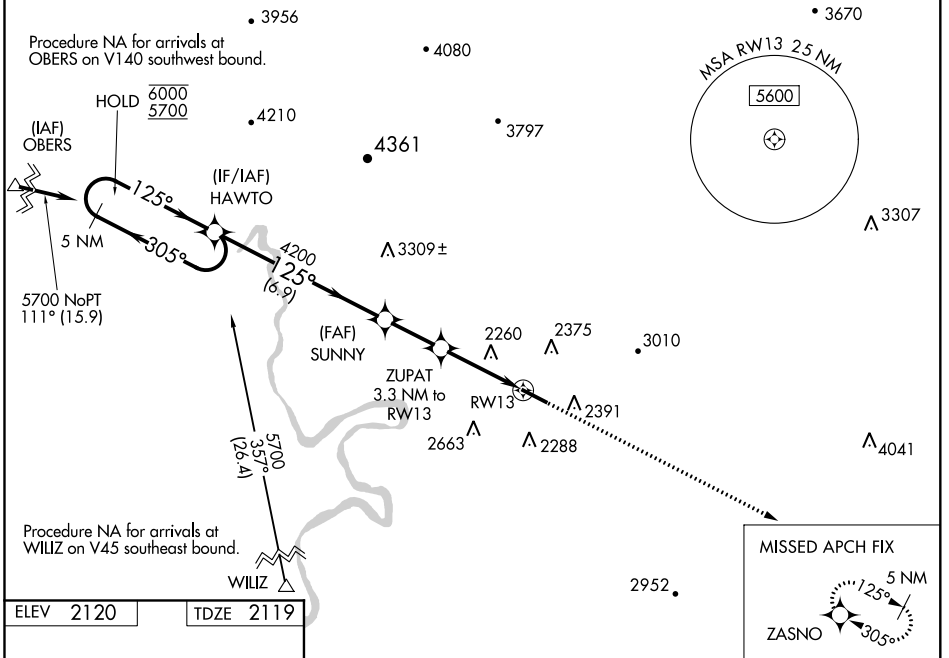 3956
3670
Procedure NA for arrivals at
OBERS on V140 southwest bound.
4080
MSA RW13 25 NM
5600
HOLD
6000
5700
4210
3797
(IAF)
OBERS
4361
(IF/IAF)
HAWTO
125°
3307
5 NM
305°
4200
125°
(6.9)
3309±
5700 NoPT
111° (15.9)
(FAF)
SUNNY
2260
2375
3010
ZUPAT
3.3 NM to
RW13
RW13
2391
2663
2288
4041
5700
357°
(26.4)
Procedure NA for arrivals at
WILIZ on V45 southeast bound.
WILIZ
2952
MISSED APCH FIX
5 NM
125°
305°
ZASNO
ELEV 2120
TDZE 2119